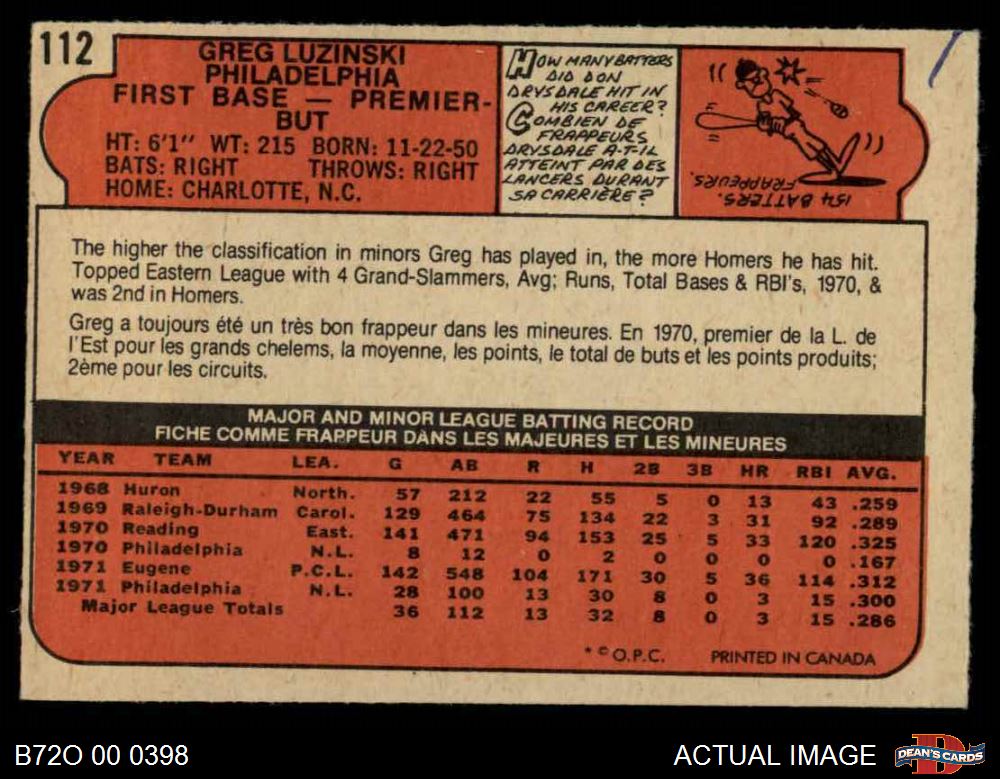 112
GREG LUZINSKI
PHILADELPHIA
FIRST BASE — PREMIER-
BUT
HT: 6'1" WT: 215 BORN: 11-22-50
BATS: RIGHT THROWS: RIGHT
HOME: CHARLOTTE, N.C.
HOW MANY BATTERS
DID DON
DRYSDALE HIT IN
HIS CAREER?
COMBIEN DE
FRAPPEURS
DRYSDALE A-T-IL
ATTEINT PAR DES
LANCERS DURANT
SA CARRIÈRE?
154 BATTERS.
FRAPPEURS.
The higher the classification in minors Greg has played in, the more Homers he has hit.
Topped Eastern League with 4 Grand-Slammers, Avg; Runs, Total Bases & RBI's, 1970, &
was 2nd in Homers.
Greg a toujours été un très bon frappeur dans les mineures. En 1970, premier de la L. de
l'Est pour les grands chelems, la moyenne, les points, le total de buts et les points produits;
2ème pour les circuits.
MAJOR AND MINOR LEAGUE BATTING RECORD
FICHE COMME FRAPPEUR DANS LES MAJEURES ET LES MINEURES
YEAR TEAM LEA. G AB R H 2B 3B HR RBI AVG.
1968 Huron North. 57 212 22 55 5 0 13 43 .259
1969 Raleigh-Durham Carol. 129 464 75 134 22 3 31 92 .289
1970 Reading East. 141 471 94 153 25 5 33 120 .325
1970 Philadelphia N.L. 8 12 0 2 0 0 0 0 .167
1971 Eugene P.C.L. 142 548 104 171 30 5 36 114 .312
1971 Philadelphia N.L. 28 100 13 30 8 0 3 15 .300
Major League Totals 36 112 13 32 8 0 3 15 .286
* © O.P.C. PRINTED IN CANADA
B72O 00 0398
ACTUAL IMAGE
DEAN'S CARDS